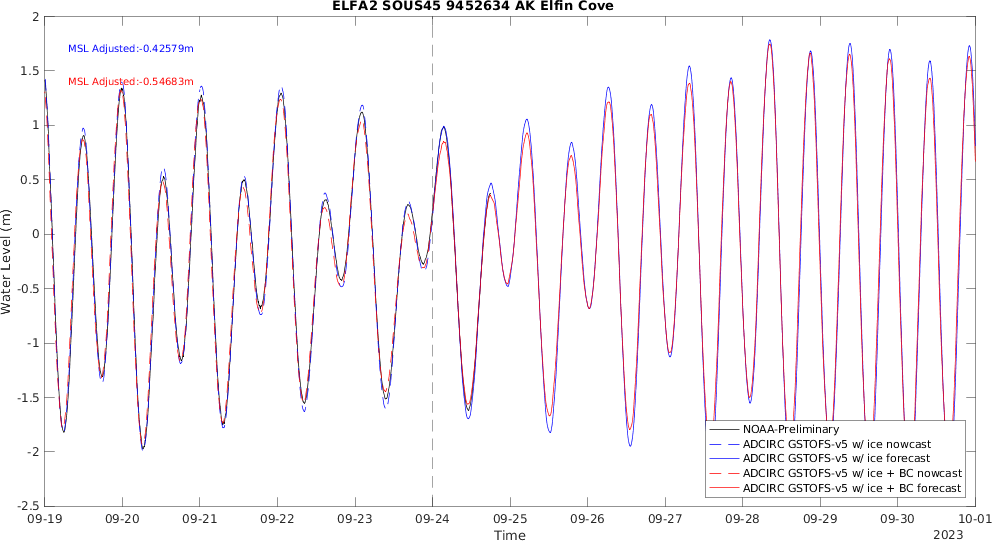 ELFA2 SOUS45 9452634 AK Elfin Cove
MSL Adjusted:-0.42579m
MSL Adjusted:-0.54683m
Water Level (m)
2
1.5
1
0.5
0
-0.5
-1
-1.5
-2
-2.5
NOAA-Preliminary
ADCIRC GSTOFS-v5 w/ ice nowcast
ADCIRC GSTOFS-v5 w/ ice forecast
ADCIRC GSTOFS-v5 w/ ice + BC nowcast
ADCIRC GSTOFS-v5 w/ ice + BC forecast
09-19 09-20 09-21 09-22 09-23 09-24 09-25 09-26 09-27 09-28 09-29 09-30 10-01
Time
2023